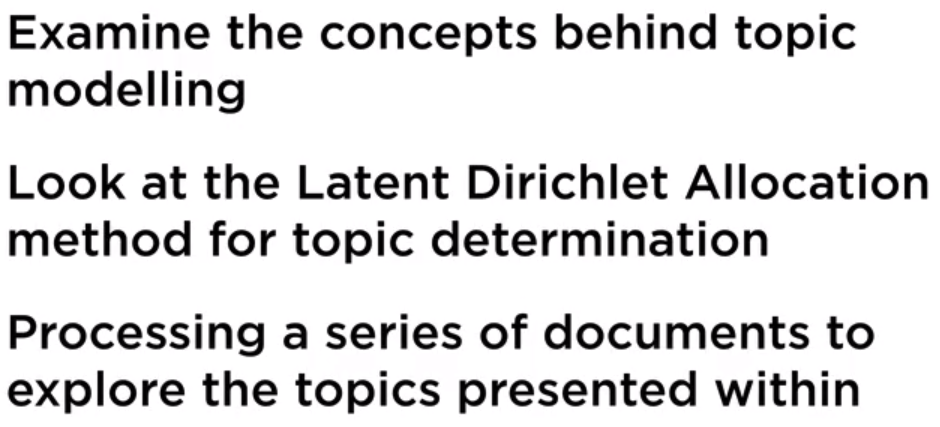 Examine the concepts behind topic
modelling
Look at the Latent Dirichlet Allocation
method for topic determination
Processing a series of documents to
explore the topics presented within